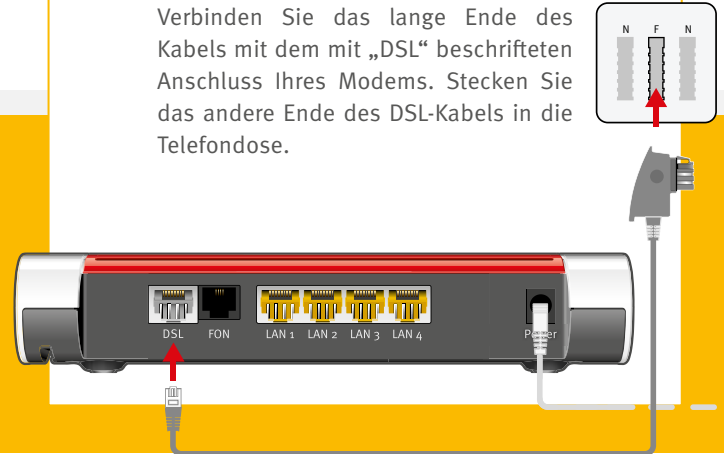 Verbinden Sie das lange Ende des
Kabels mit dem mit „DSL“ beschrifteten
Anschluss Ihres Modems. Stecken Sie
das andere Ende des DSL-Kabels in die
Telefondose.
N F N
DSL FON LAN 1 LAN 2 LAN 3 LAN 4 Power